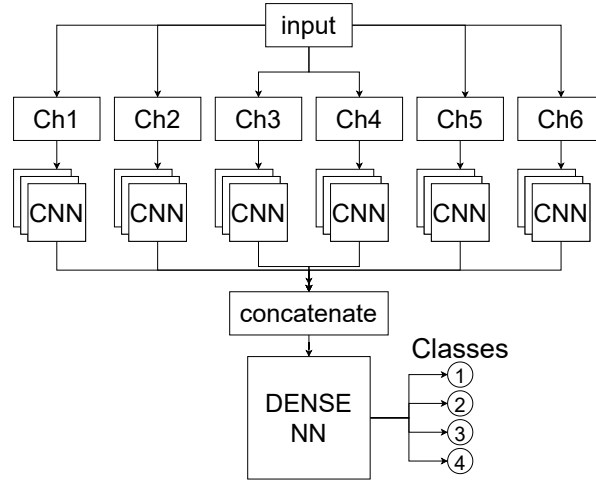 input
Ch1 Ch2 Ch3 Ch4 Ch5 Ch6
CNN CNN CNN CNN CNN CNN
concatenate
Classes
DENSE
NN
1
2
3
4